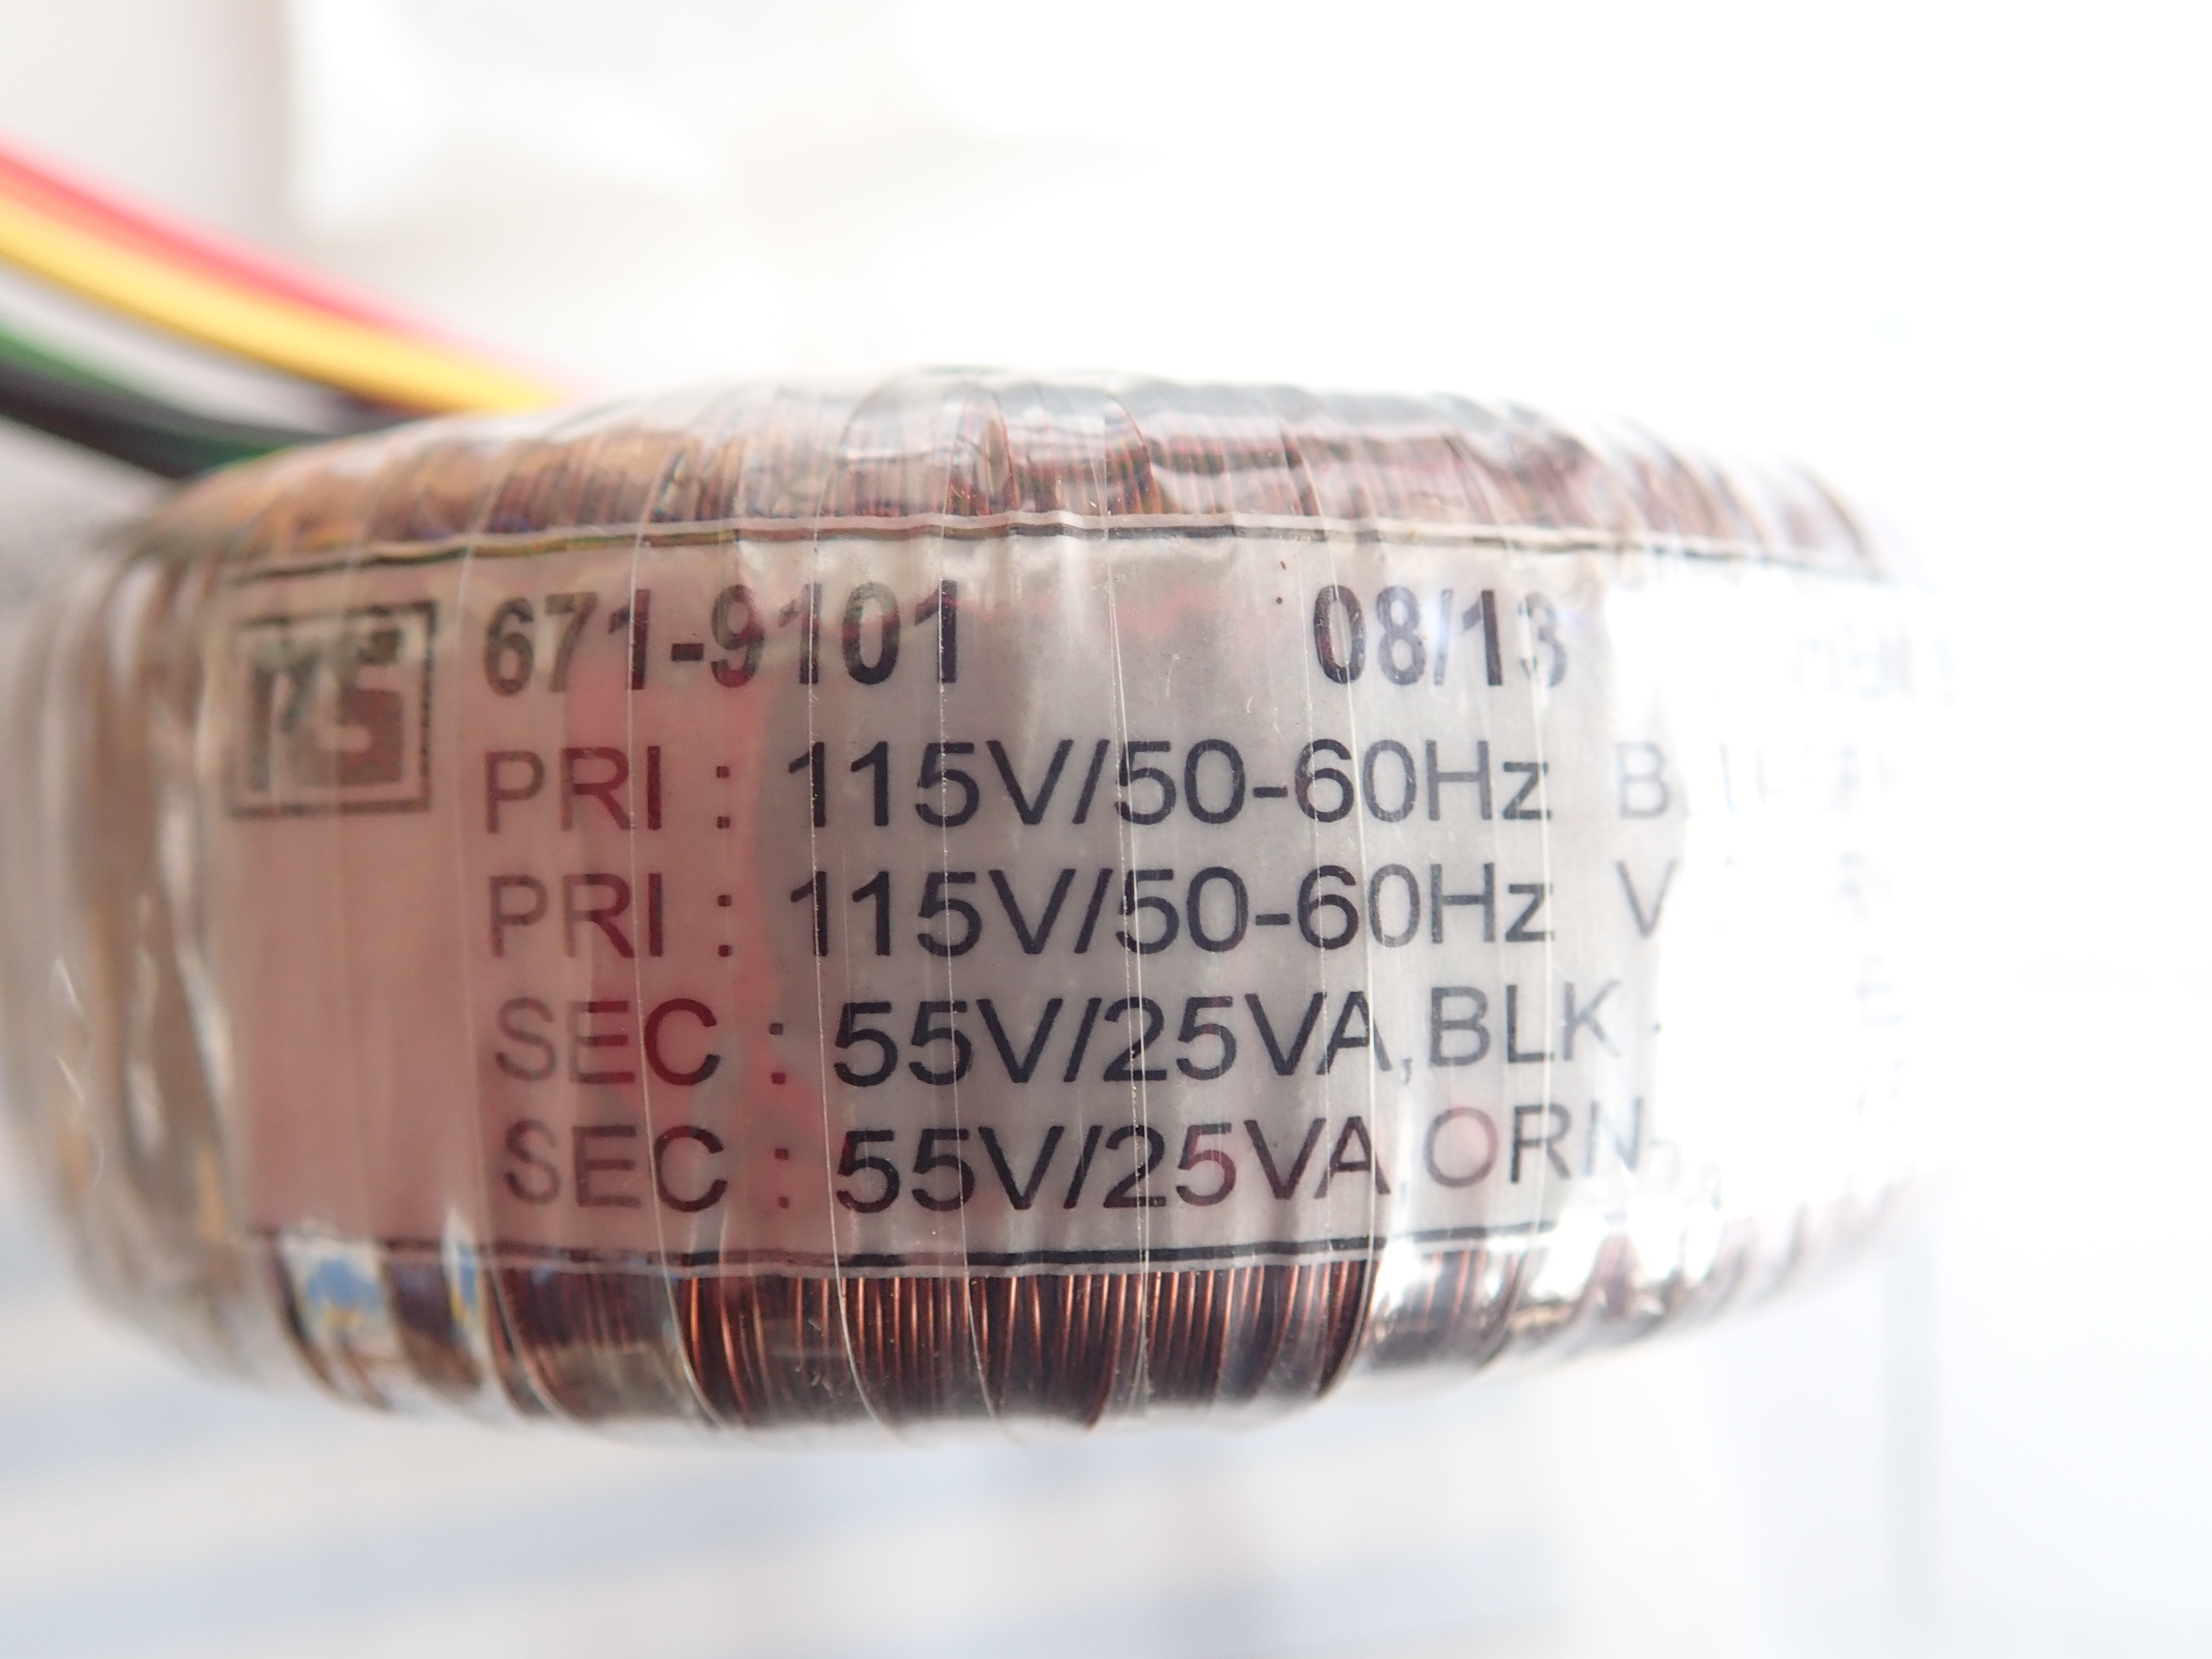 RS
671-9101 08/13
PRI : 115V/50-60Hz
PRI : 115V/50-60Hz
SEC : 55V/25VA,BLK -
SEC : 55V/25VA,ORN-